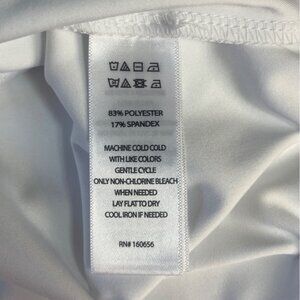 83% POLYESTER
17% SPANDEX
MACHINE COLD COLD
WITH LIKE COLORS
GENTLE CYCLE
ONLY NON-CHLORINE BLEACH
WHEN NEEDED
LAY FLAT TO DRY
COOL IRON IF NEEDED
RN# 160656